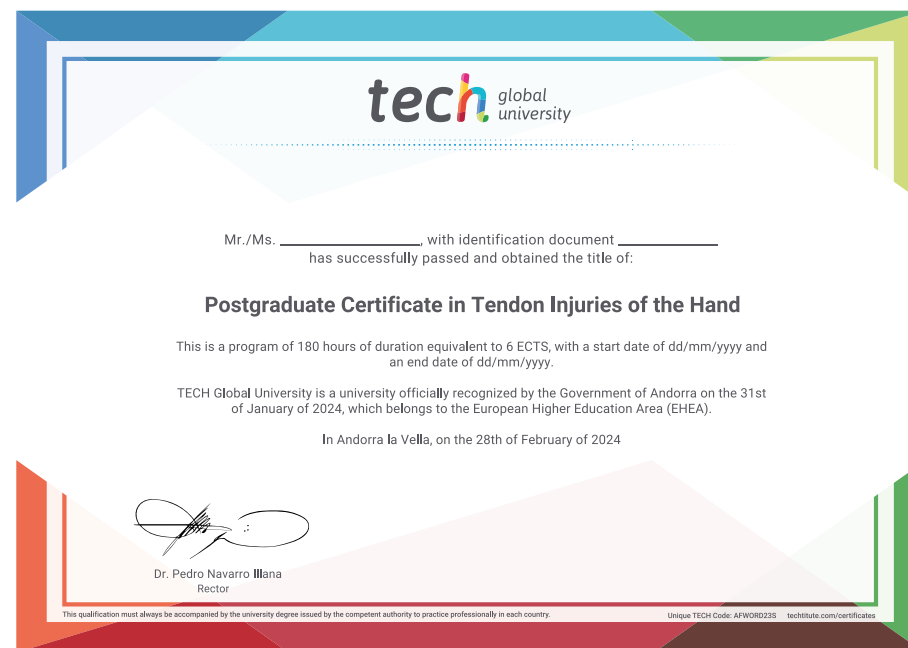 tech global
university
Mr./Ms. ____________, with identification document ____________
has successfully passed and obtained the title of:
Postgraduate Certificate in Tendon Injuries of the Hand
This is a program of 180 hours of duration equivalent to 6 ECTS, with a start date of dd/mm/yyyy and
an end date of dd/mm/yyyy.
TECH Global University is a university officially recognized by the Government of Andorra on the 31st
of January of 2024, which belongs to the European Higher Education Area (EHEA).
In Andorra la Vella, on the 28th of February of 2024
Dr. Pedro Navarro Illana
Rector
This qualification must always be accompanied by the university degree issued by the competent authority to practice professionally in each country.
Unique TECH Code: AFWORD23S techtitute.com/certificates